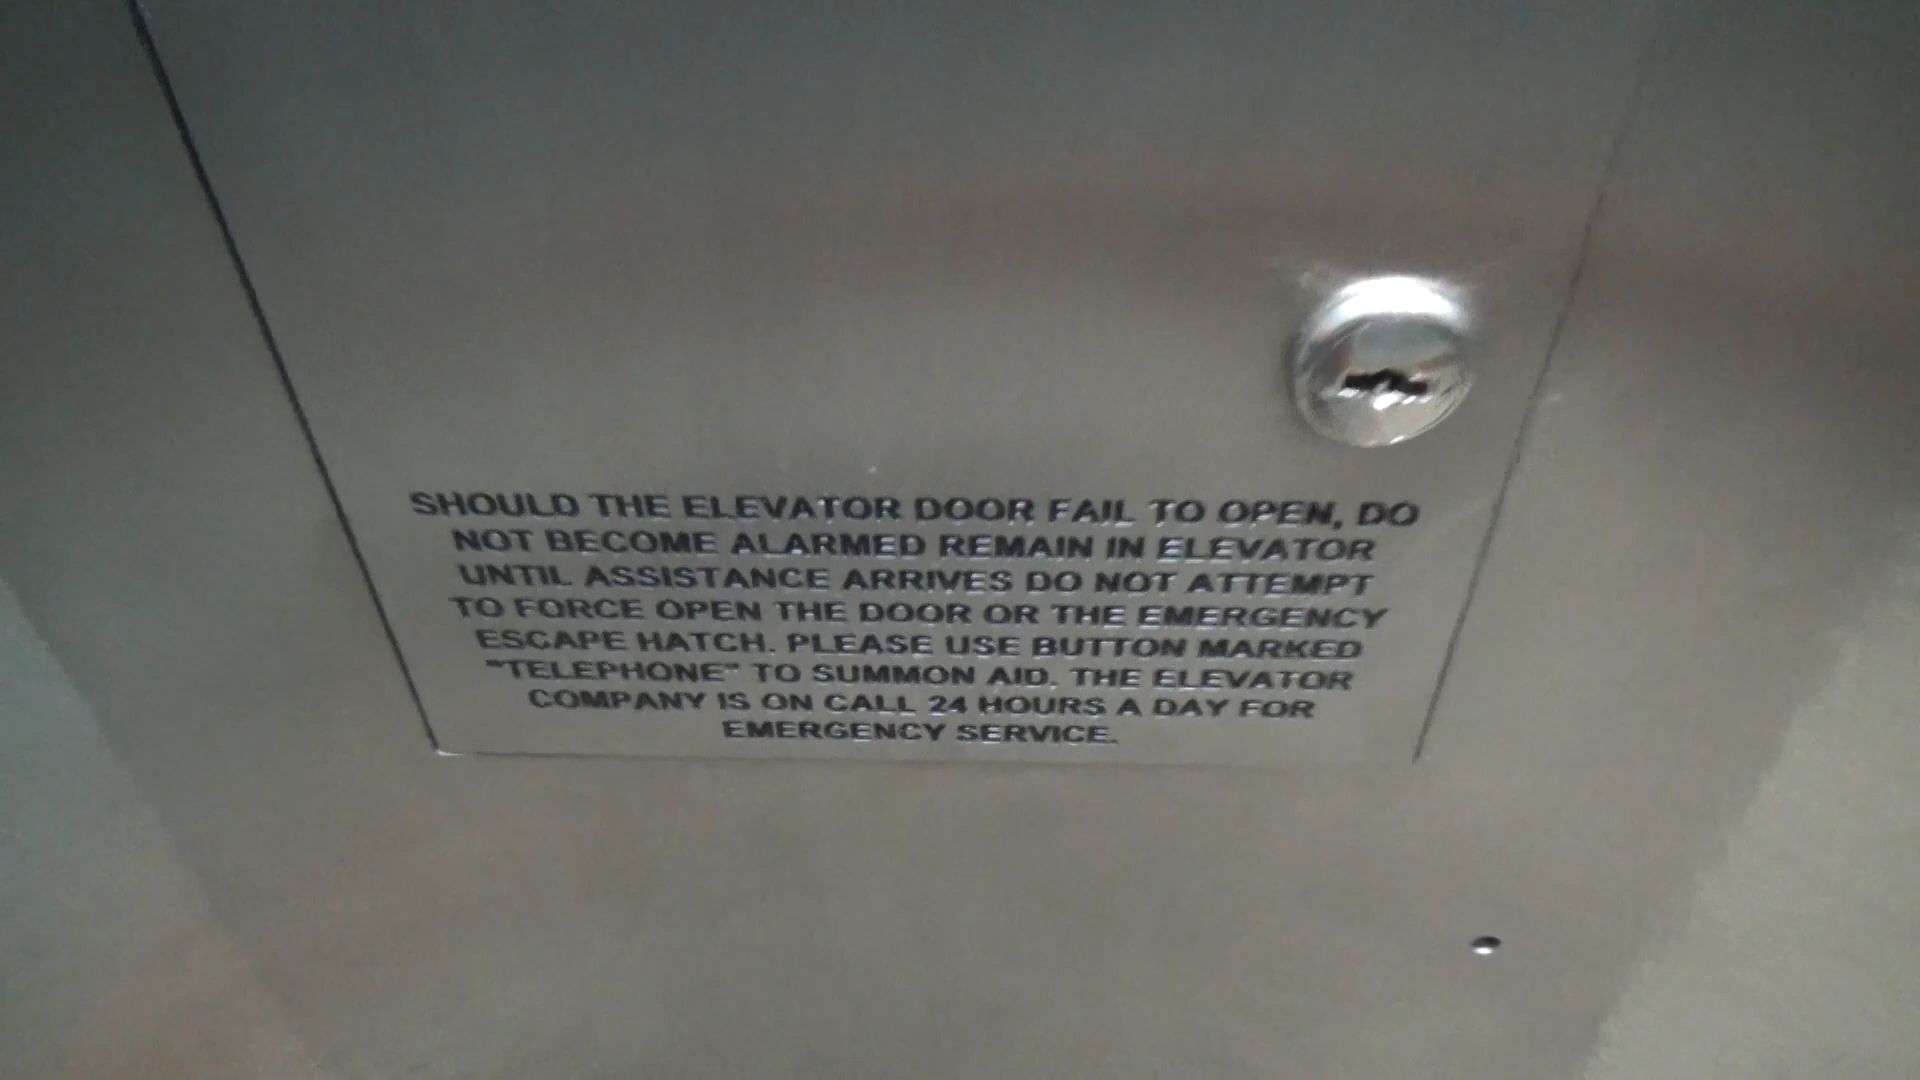 SHOULD THE ELEVATOR DOOR FAIL TO OPEN, DO
NOT BECOME ALARMED REMAIN IN ELEVATOR
UNTIL ASSISTANCE ARRIVES DO NOT ATTEMPT
TO FORCE OPEN THE DOOR OR THE EMERGENCY
ESCAPE HATCH. PLEASE USE BUTTON MARKED
"TELEPHONE" TO SUMMON AID. THE ELEVATOR
COMPANY IS ON CALL 24 HOURS A DAY FOR
EMERGENCY SERVICE.